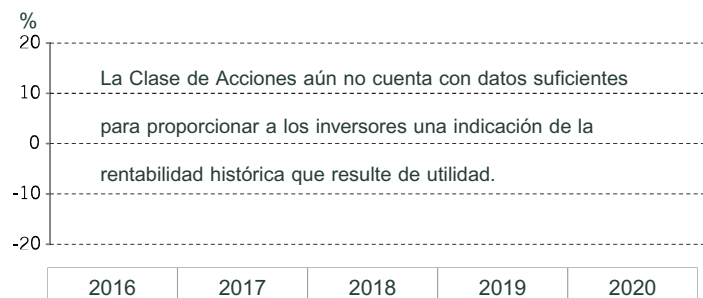 %
20
La Clase de Acciones aún no cuenta con datos suficientes
10
para proporcionar a los inversores una indicación de la
0
rentabilidad histórica que resulte de utilidad.
-10
-20
2016 2017 2018 2019 2020